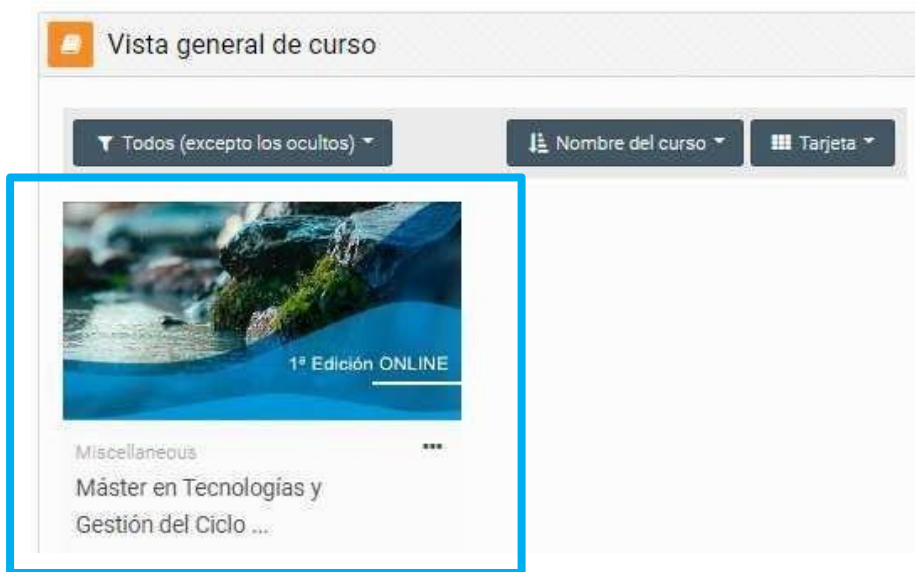 Vista general de curso
Todos (excepto los ocultos)
Nombre del curso
Tarjeta
1ª Edición ONLINE
Miscellaneous
Máster en Tecnologías y
Gestión del Ciclo ...